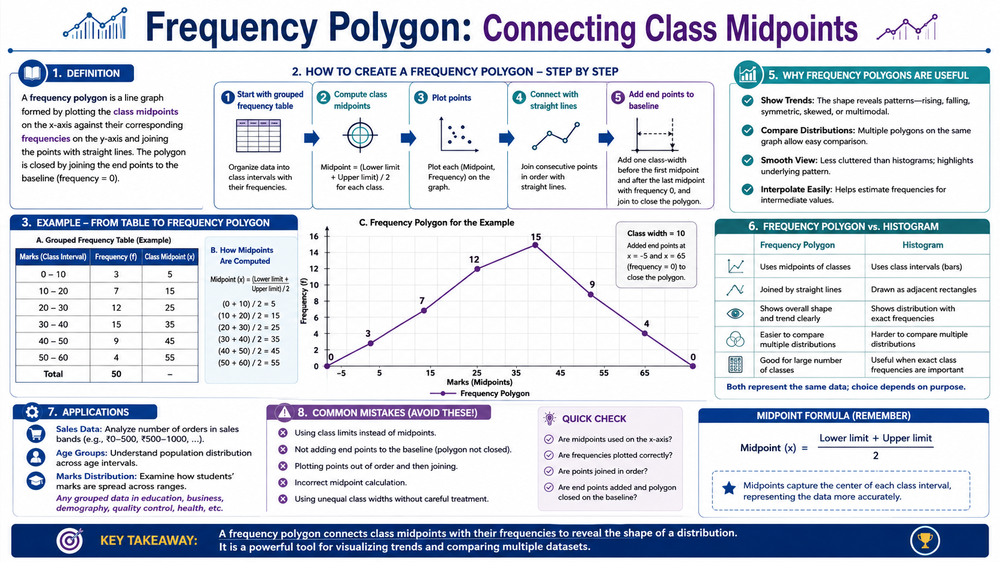 Frequency Polygon: Connecting Class Midpoints
1. DEFINITION
A frequency polygon is a line graph
formed by plotting the class midpoints
on the x-axis against their corresponding
frequencies on the y-axis and joining
the points with straight lines. The polygon
is closed by joining the end points to the
baseline (frequency = 0).
2. HOW TO CREATE A FREQUENCY POLYGON – STEP BY STEP
1 Start with grouped
frequency table
Organize data into
class intervals with
their frequencies.
2 Compute class
midpoints
Midpoint = (Lower limit
+ Upper limit) / 2
for each class.
3 Plot points
Plot each (Midpoint,
Frequency) on the
graph.
4 Connect with
straight lines
Join consecutive points
in order with
straight lines.
5 Add end points to
baseline
Add one class-width
before the first midpoint
and after the last midpoint
with frequency 0, and
join to close the polygon.
5. WHY FREQUENCY POLYGONS ARE USEFUL
Show Trends: The shape reveals patterns—rising, falling,
symmetric, skewed, or multimodal.
Compare Distributions: Multiple polygons on the same
graph allow easy comparison.
Smooth View: Less cluttered than histograms; highlights
underlying pattern.
Interpolate Easily: Helps estimate frequencies for
intermediate values.
3. EXAMPLE – FROM TABLE TO FREQUENCY POLYGON
A. Grouped Frequency Table (Example)
Marks (Class Interval) Frequency (f) Class Midpoint (x)
0 – 10 3 5
10 – 20 7 15
20 – 30 12 25
30 – 40 15 35
40 – 50 9 45
50 – 60 4 55
Total 50 –
B. How Midpoints
Are Computed
Midpoint (x) = (Lower limit +
Upper limit) / 2
(0 + 10) / 2 = 5
(10 + 20) / 2 = 15
(20 + 30) / 2 = 25
(30 + 40) / 2 = 35
(40 + 50) / 2 = 45
(50 + 60) / 2 = 55
C. Frequency Polygon for the Example
Frequency (f)
16
14
12
10
8
6
4
2
0
0
3
7
12
15
9
4
0
-5 5 15 25 35 45 55 65
Marks (Midpoints)
Frequency Polygon
Class width = 10
Added end points at
x = -5 and x = 65
(frequency = 0) to
close the polygon.
6. FREQUENCY POLYGON vs. HISTOGRAM
Frequency Polygon Histogram
Uses midpoints of classes Uses class intervals (bars)
Joined by straight lines Drawn as adjacent rectangles
Shows overall shape
and trend clearly
Shows distribution with
exact frequencies
Easier to compare
multiple distributions
Harder to compare multiple
distributions
Good for large number
of classes
Useful when exact class
frequencies are important
Both represent the same data; choice depends on purpose.
7. APPLICATIONS
Sales Data: Analyze number of orders in sales
bands (e.g., ₹0–500, ₹500–1000, ...).
Age Groups: Understand population distribution
across age intervals.
Marks Distribution: Examine how students'
marks are spread across ranges.
Any grouped data in education, business,
demography, quality control, health, etc.
8. COMMON MISTAKES (AVOID THESE!)
Using class limits instead of midpoints.
Not adding end points to the baseline (polygon not closed).
Plotting points out of order and then joining.
Incorrect midpoint calculation.
Using unequal class widths without careful treatment.
QUICK CHECK
Are midpoints used on the x-axis?
Are frequencies plotted correctly?
Are points joined in order?
Are end points added and polygon
closed on the baseline?
MIDPOINT FORMULA (REMEMBER)
Midpoint (x) = Lower limit + Upper limit
2
Midpoints capture the center of each class interval,
representing the data more accurately.
KEY TAKEAWAY:
A frequency polygon connects class midpoints with their frequencies to reveal the shape of a distribution.
It is a powerful tool for visualizing trends and comparing multiple datasets.